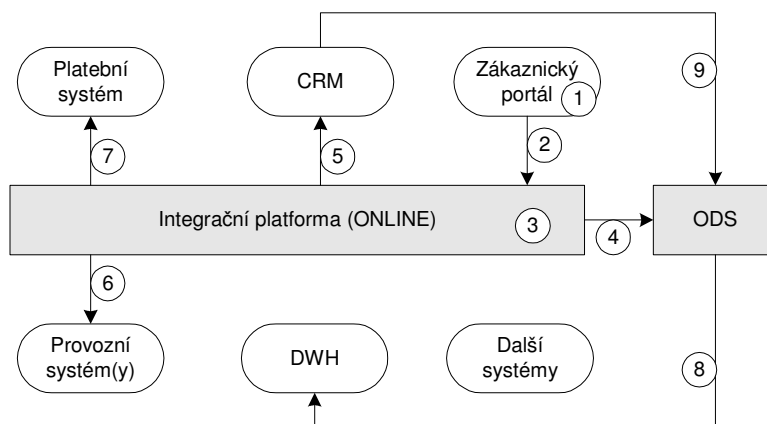 Platební
systém
CRM
Zákaznický
portál
1
9
7
5
2
Integrační platforma (ONLINE)
3
4
ODS
6
Provozní
systém(y)
DWH
Další
systémy
8